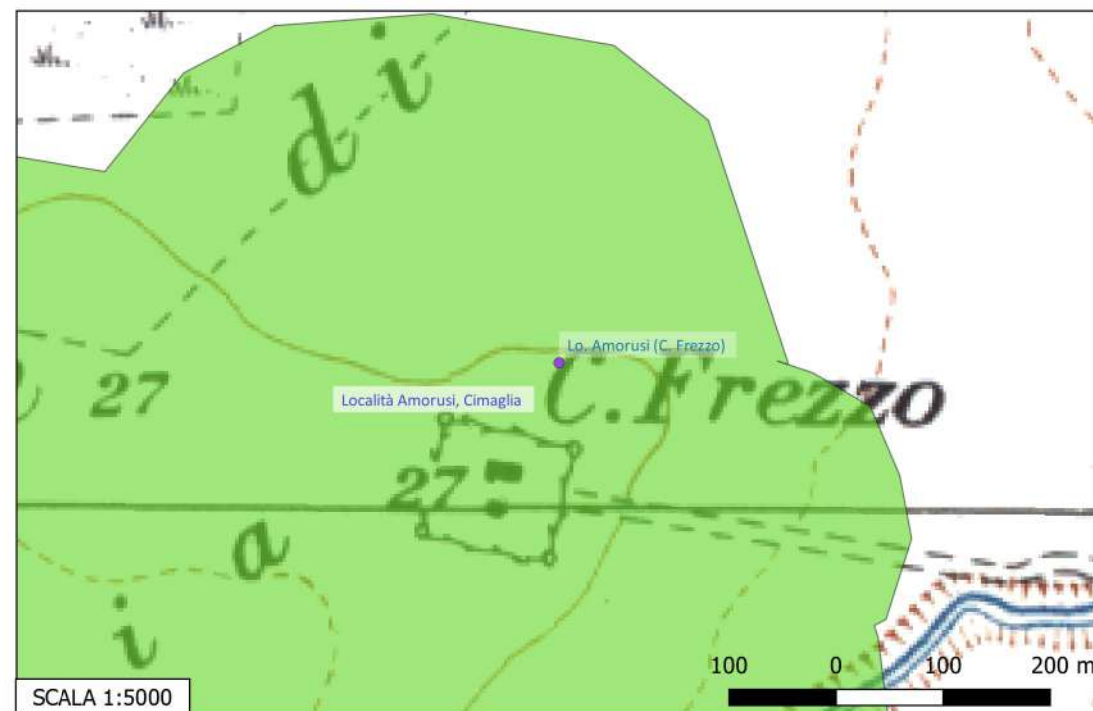 di
Lo. Amorusi (C. Frezzo)
27
Località Amorusi, Cimaglia
C. Frezzo
27
a
i
100 0 100 200 m
SCALA 1:5000